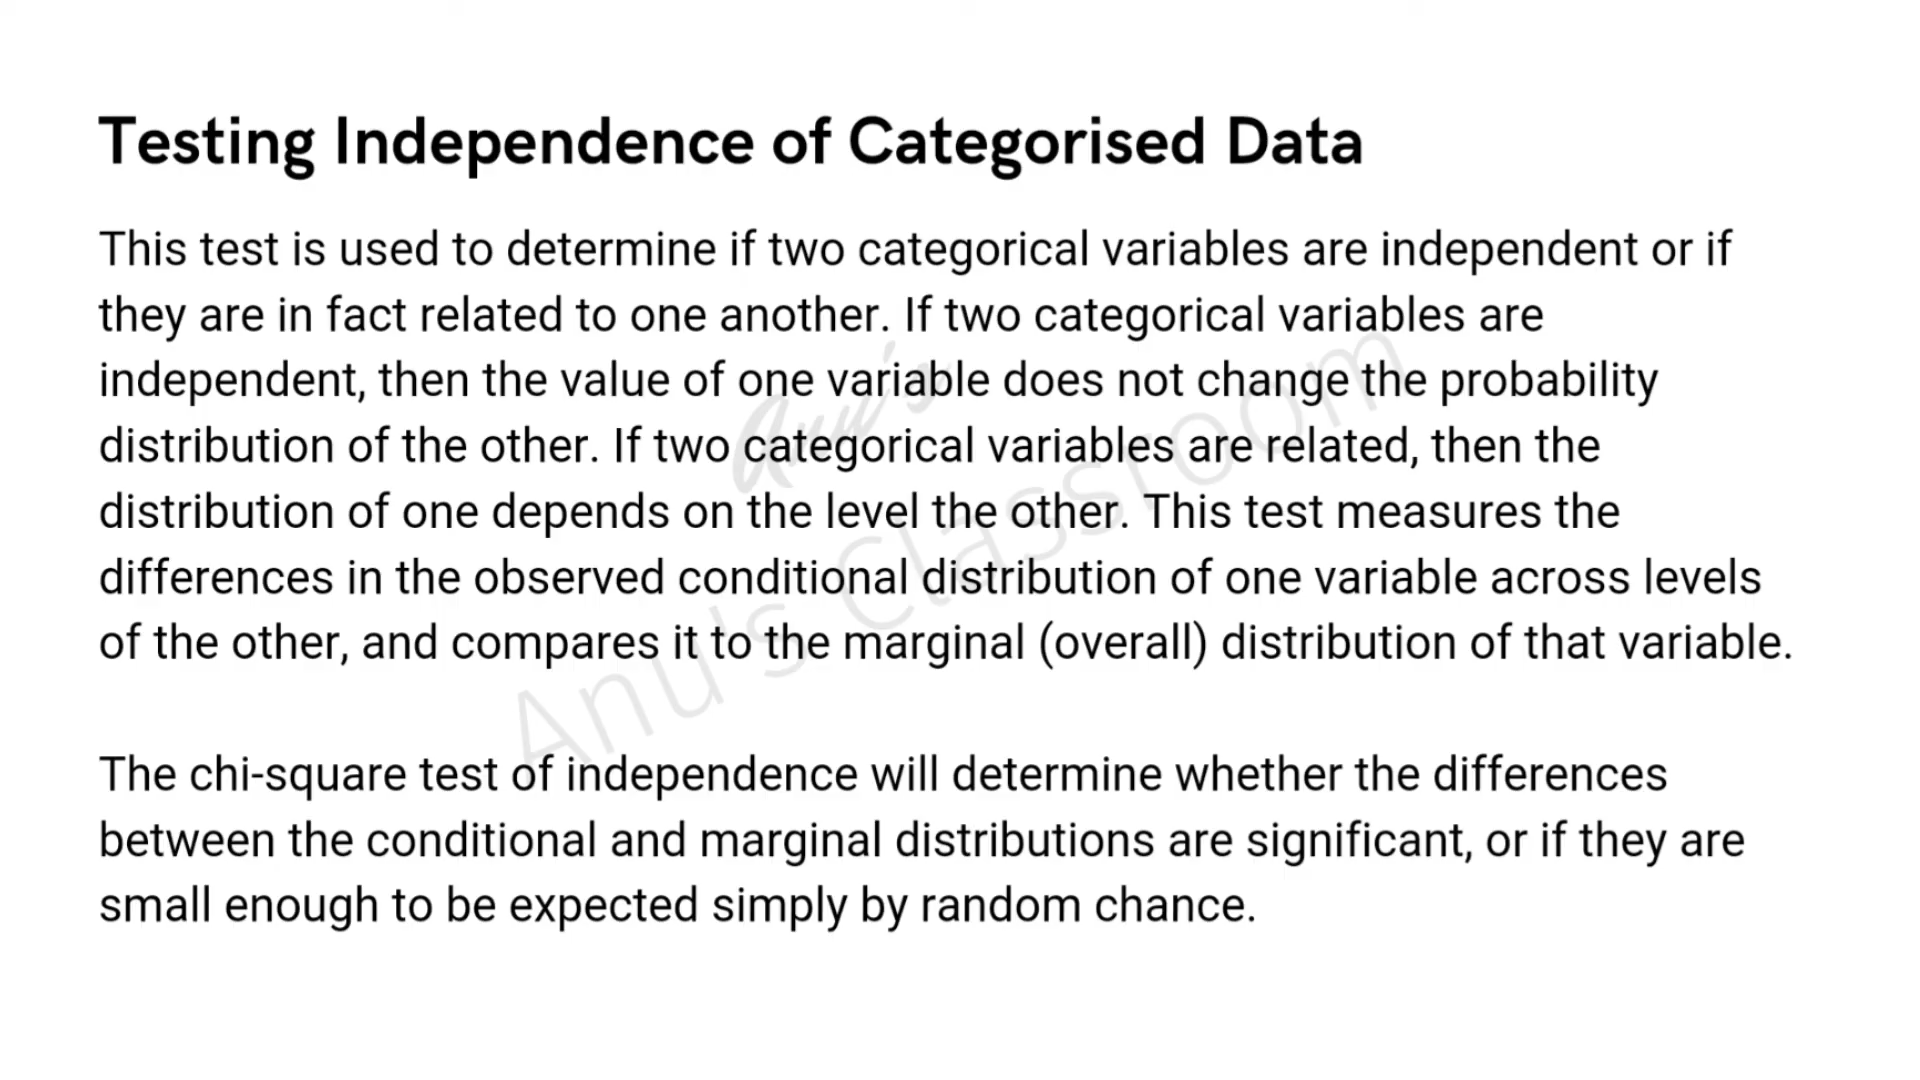 Testing Independence of Categorised Data
This test is used to determine if two categorical variables are independent or if
they are in fact related to one another. If two categorical variables are
independent, then the value of one variable does not change the probability
distribution of the other. If two categorical variables are related, then the
distribution of one depends on the level the other. This test measures the
differences in the observed conditional distribution of one variable across levels
of the other, and compares it to the marginal (overall) distribution of that variable.
The chi-square test of independence will determine whether the differences
between the conditional and marginal distributions are significant, or if they are
small enough to be expected simply by random chance.
Anu's
Anu's Classroom